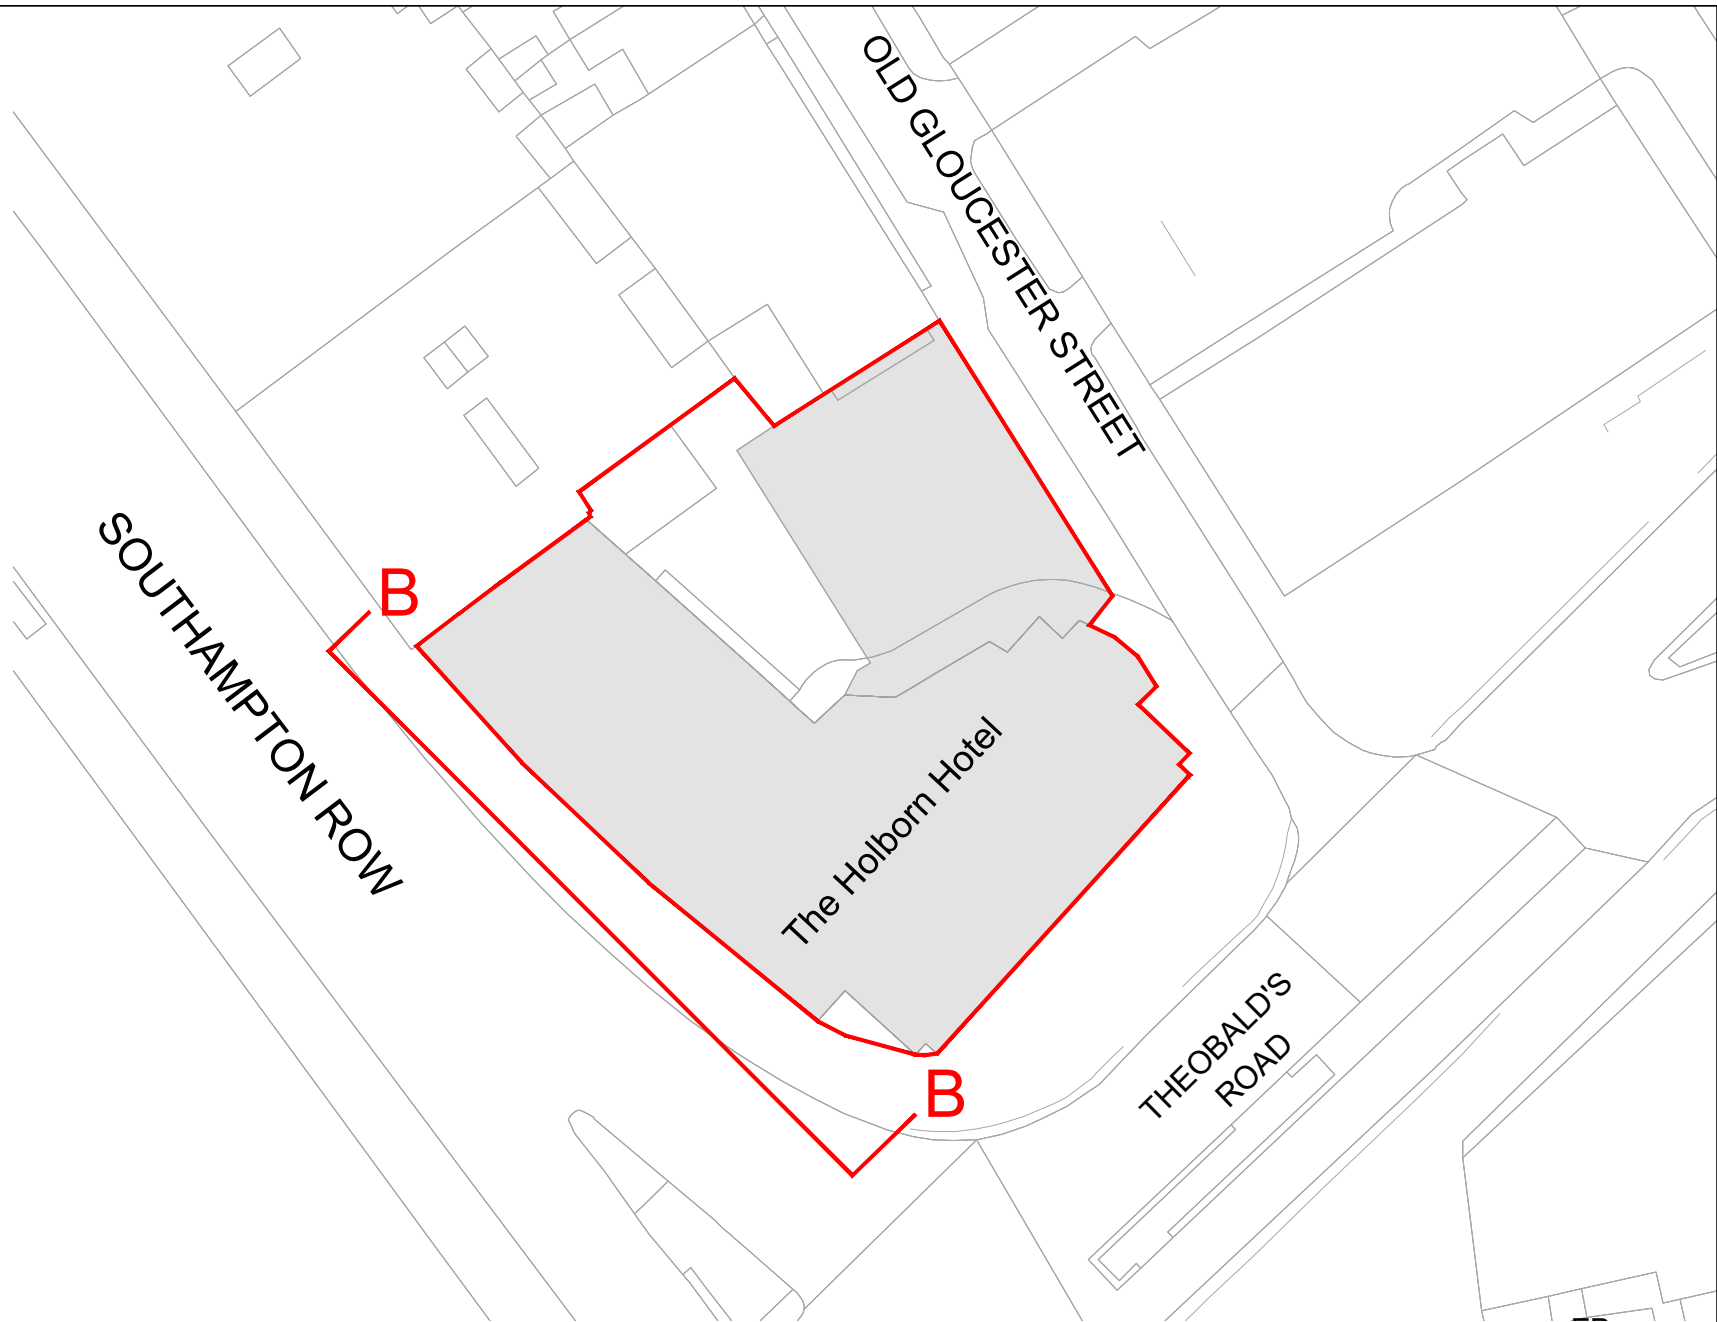 OLD GLOUCESTER STREET
SOUTHAMPTON ROW
B
The Holborn Hotel
THEOBALD'S
ROAD
B